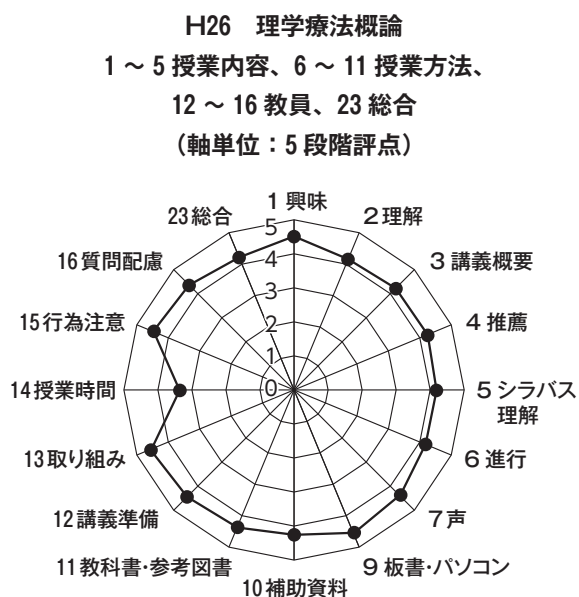 H26　理学療法概論
1 ～ 5 授業内容、6 ～ 11 授業方法、
12 ～ 16 教員、23 総合
（軸単位：5 段階評点）
1 興味
2 理解
3 講義概要
4 推薦
5 シラバス
理解
6 進行
7 声
9 板書・パソコン
10 補助資料
11 教科書・参考図書
12 講義準備
13 取り組み
14 授業時間
15 行為注意
16 質問配慮
23 総合
5
4
3
2
1
0